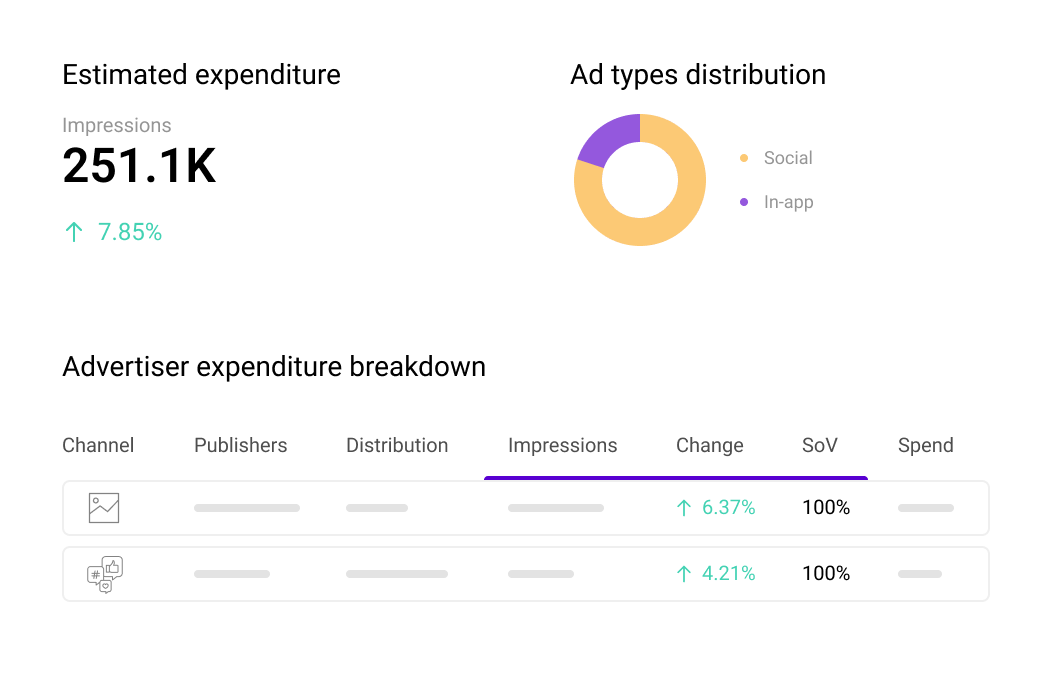 Estimated expenditure
Impressions
251.1K
↑ 7.85%
Ad types distribution
Social
In-app
Advertiser expenditure breakdown
Channel Publishers Distribution Impressions Change SoV Spend
↑ 6.37% 100%
# ↑ 4.21% 100%